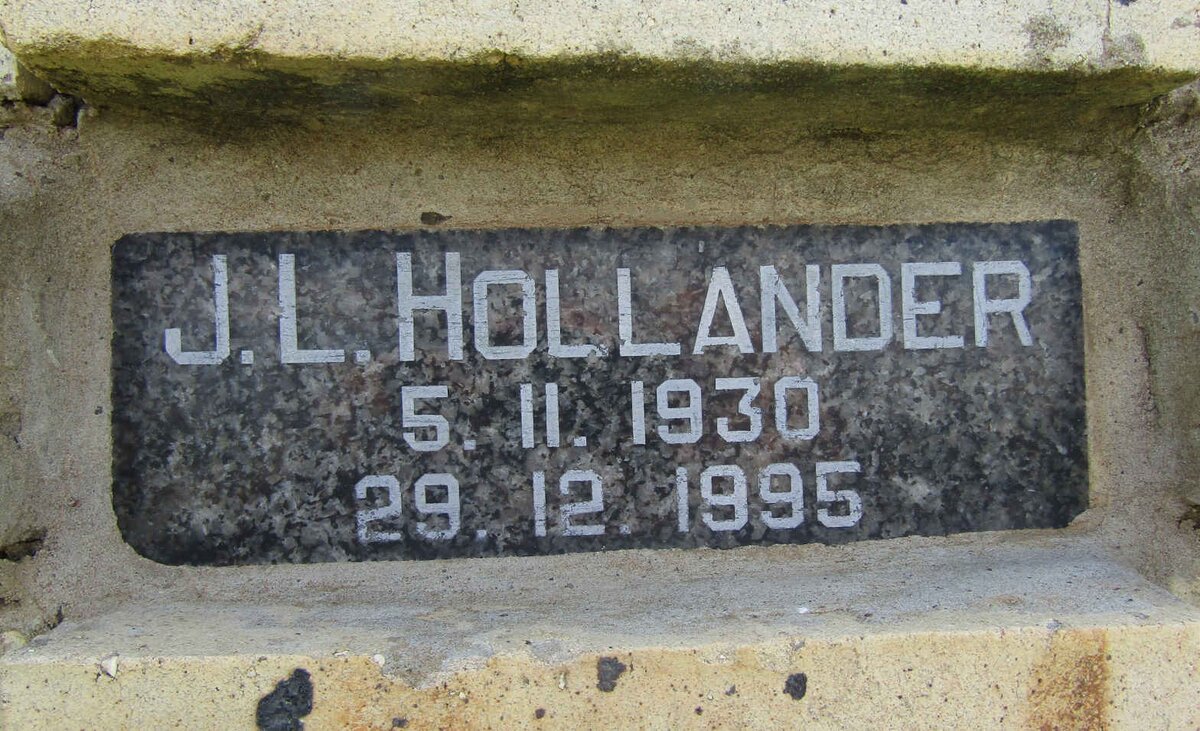 J. L. HOLLANDER
5. 11. 1930
29. 12. 1995